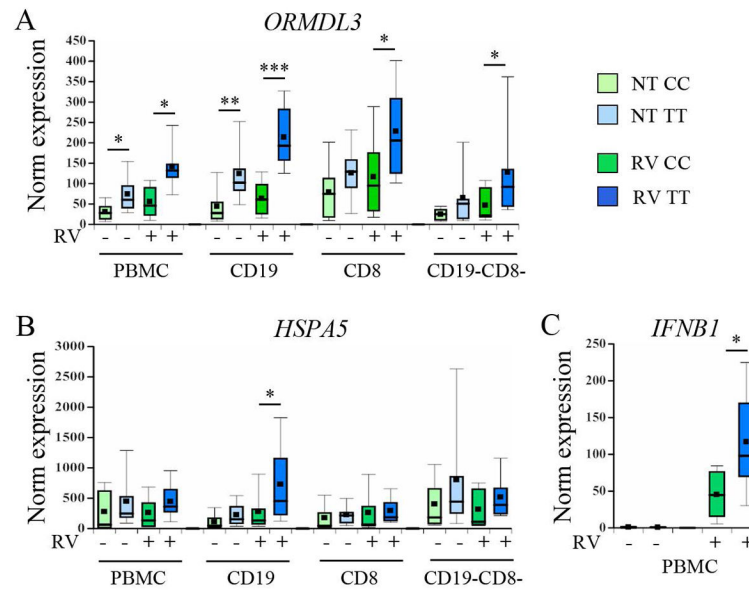 A
ORMDL3
Norm expression
450
400
350
300
250
200
150
100
50
0
* * ** *** * *
RV - - + + - - + + - - + + - - + +
PBMC CD19 CD8 CD19-CD8-
NT CC
NT TT
RV CC
RV TT
B
HSPA5
Norm expression
3000
2500
2000
1500
1000
500
0
*
RV - - + + - - + + - - + + - - + +
PBMC CD19 CD8 CD19-CD8-
C
IFNB1
Norm expression
250
200
150
100
50
0
*
- - + +
PBMC